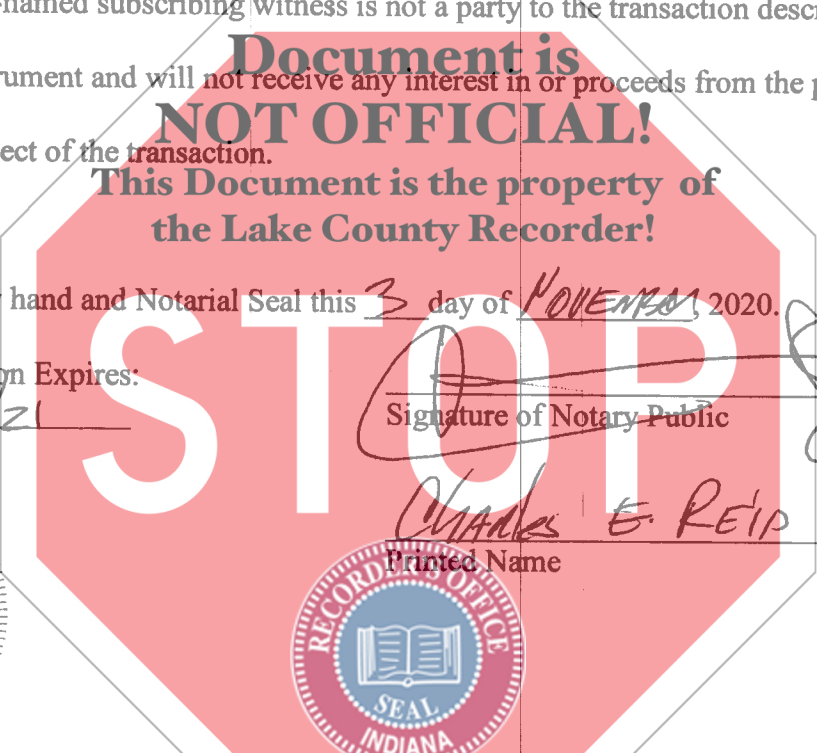 -named subscribing witness is not a party to the transaction descr
Document is
rument and will not receive any interest in or proceeds from the p
NOT OFFICIAL!
ect of the transaction.
This Document is the property of
the Lake County Recorder!
hand and Notarial Seal this 3 day of NOVEMBER, 2020.
STOP
on Expires:
21
Signature of Notary Public
Charles E. Reid
Printed Name
RECORDER'S OFFICE
SEAL
INDIANA